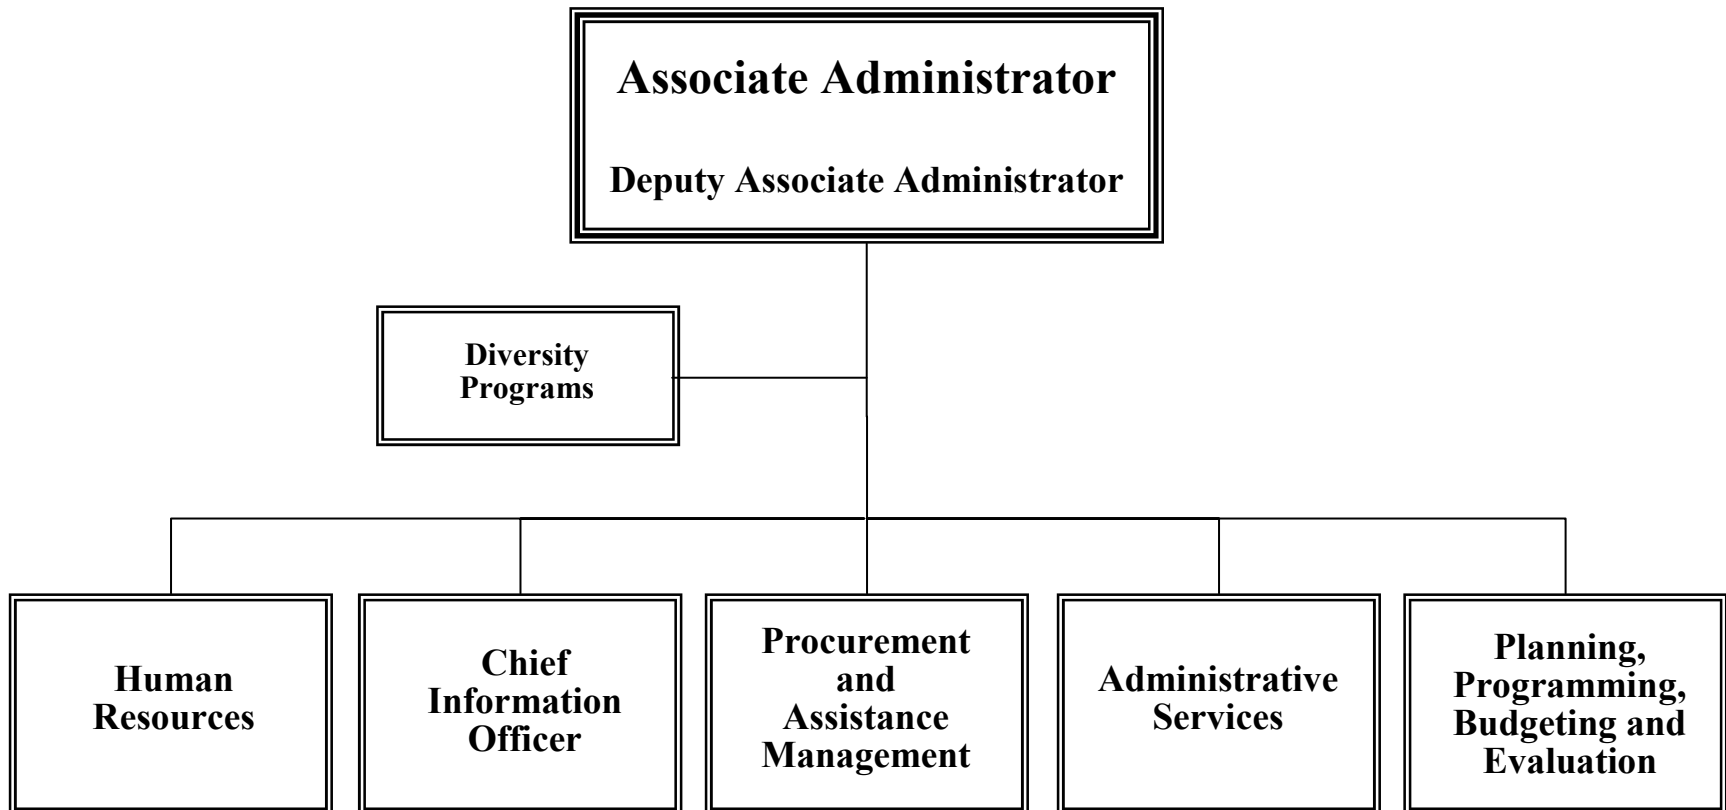 Associate Administrator
Deputy Associate Administrator
Diversity
Programs
Human
Resources
Chief
Information
Officer
Procurement
and
Assistance
Management
Administrative
Services
Planning,
Programming,
Budgeting and
Evaluation